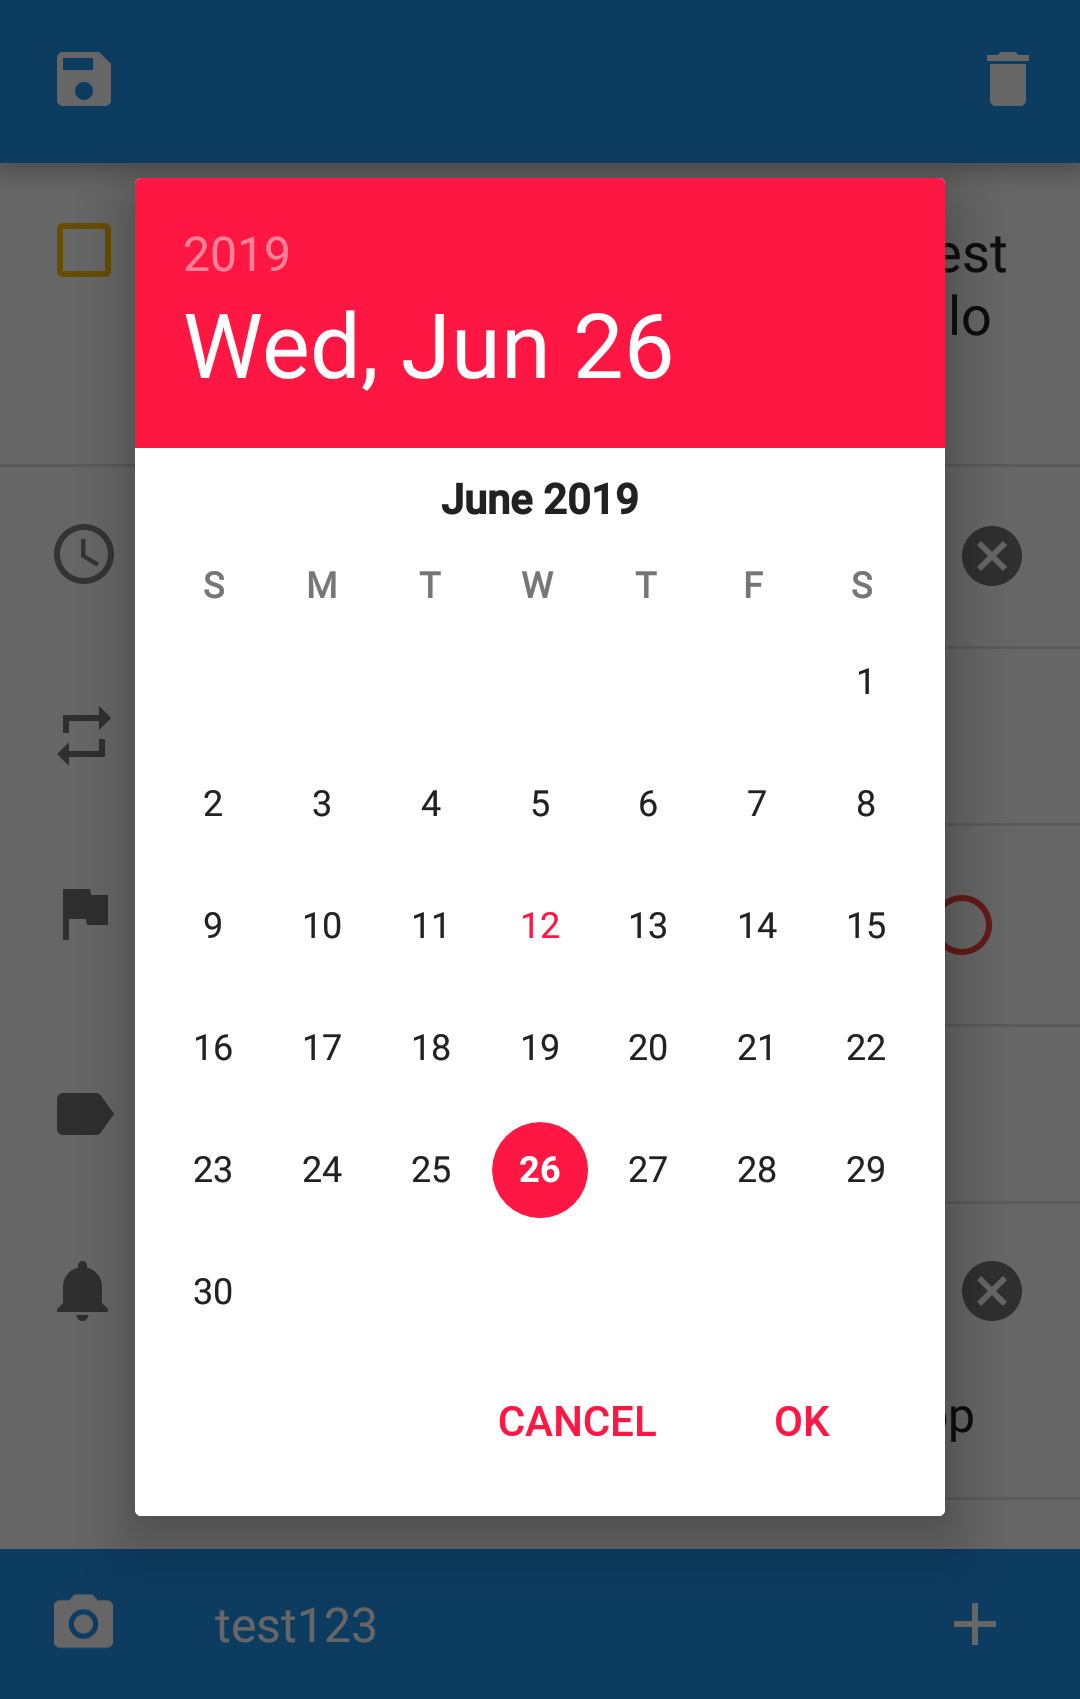 2019
Wed, Jun 26
est
lo
June 2019
S M T W T F S
1
2 3 4 5 6 7 8
9 10 11 12 13 14 15
16 17 18 19 20 21 22
23 24 25 26 27 28 29
30
CANCEL OK
p
test123